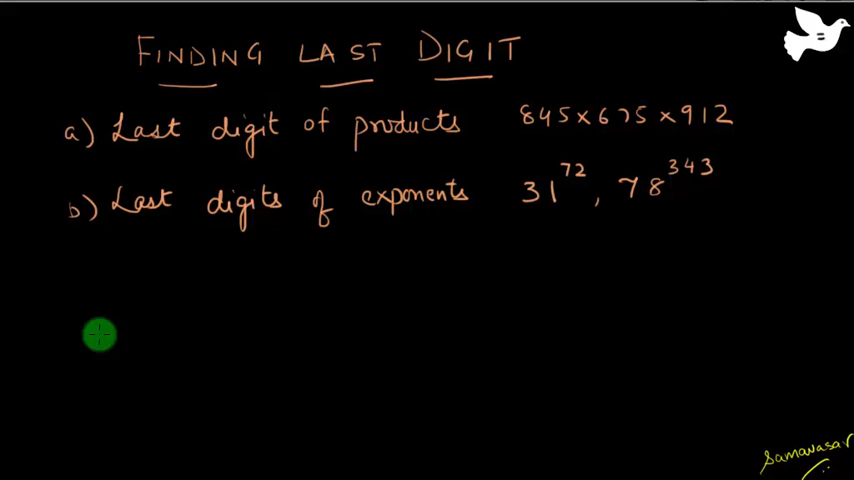 FINDING LAST DIGIT
a) Last digit of products 845×675×912
b) Last digits of exponents 31^72, 78^343
Samavasar